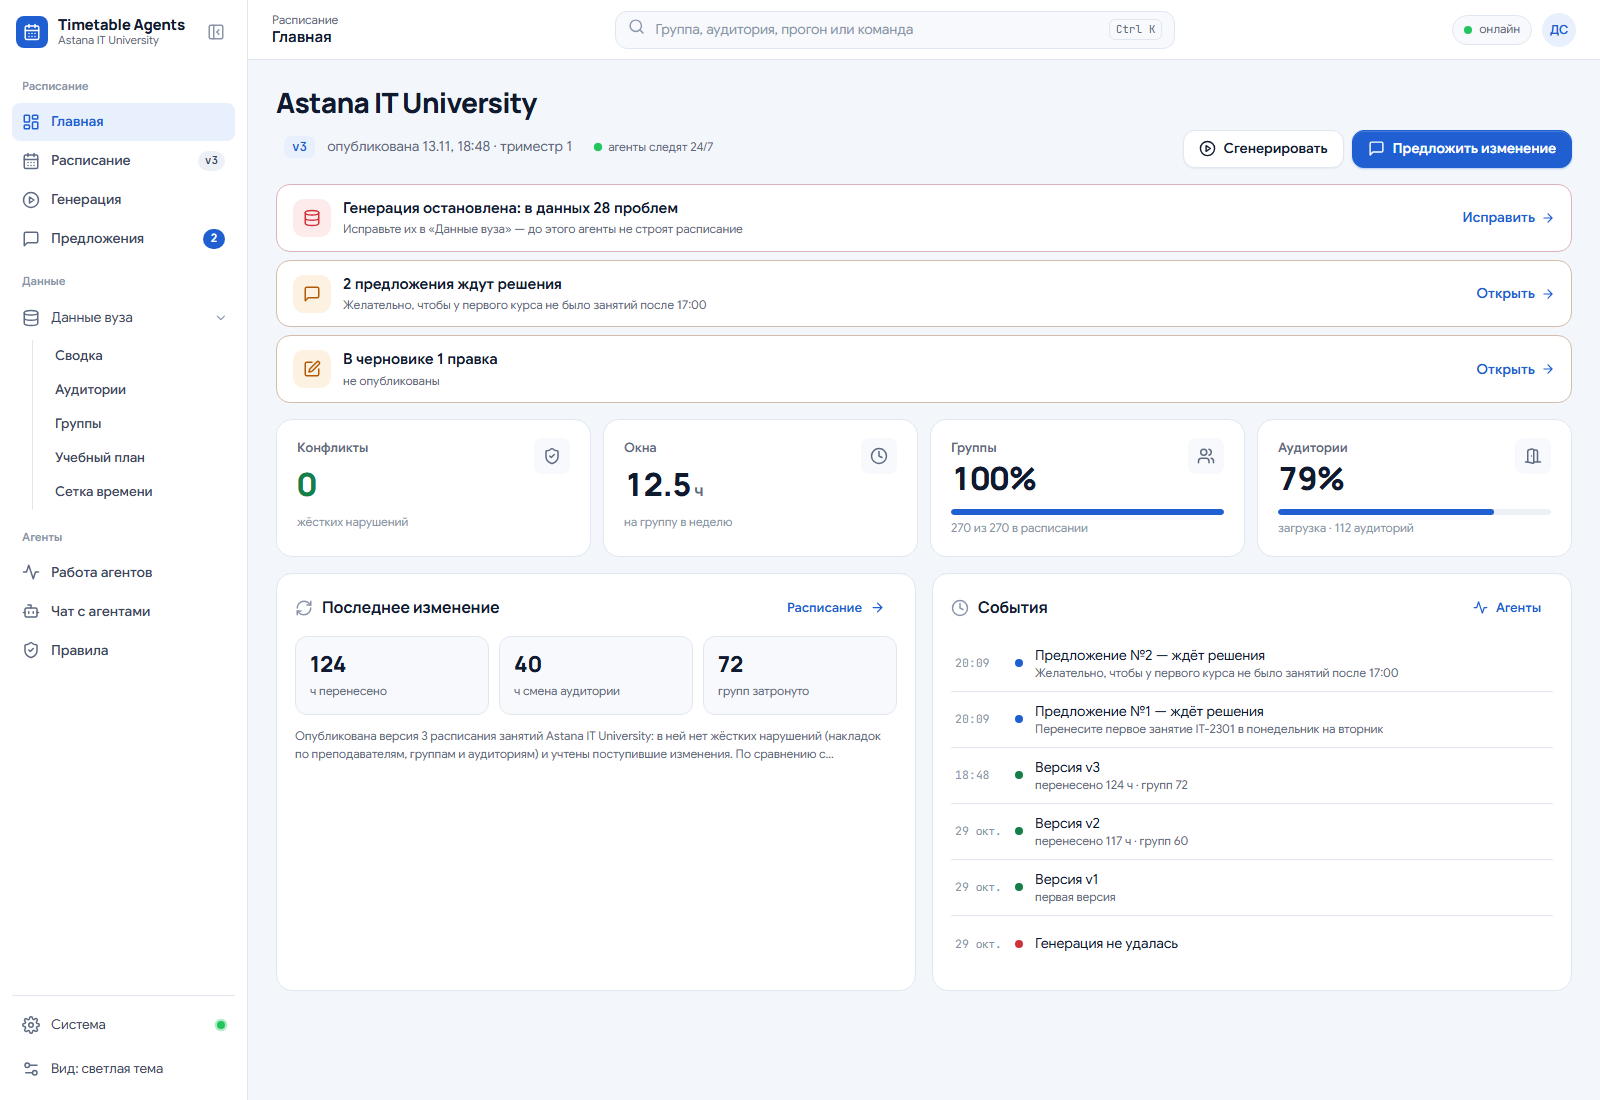 Timetable Agents
Astana IT University
Расписание
Главная
Расписание
v3
Генерация
Предложения
2
Данные
Данные вуза
Сводка
Аудитории
Группы
Учебный план
Сетка времени
Агенты
Работа агентов
Чат с агентами
Правила
Система
Вид: светлая тема
Расписание
Главная
Группа, аудитория, прогон или команда
Ctrl K
онлайн
ДС
Astana IT University
v3
опубликована 13.11, 18:48 · триместр 1
агенты следят 24/7
Сгенерировать
Предложить изменение
Генерация остановлена: в данных 28 проблем
Исправьте их в «Данные вуза» — до этого агенты не строят расписание
Исправить
2 предложения ждут решения
Желательно, чтобы у первого курса не было занятий после 17:00
Открыть
В черновике 1 правка
не опубликованы
Открыть
Конфликты
0
жёстких нарушений
Окна
12.5 ч
на группу в неделю
Группы
100%
270 из 270 в расписании
Аудитории
79%
загрузка · 112 аудиторий
Последнее изменение
Расписание
124
ч перенесено
40
ч смена аудитории
72
групп затронуто
Опубликована версия 3 расписания занятий Astana IT University: в ней нет жёстких нарушений (накладок
по преподавателям, группам и аудиториям) и учтены поступившие изменения. По сравнению с...
События
Агенты
20:09
Предложение №2 — ждёт решения
Желательно, чтобы у первого курса не было занятий после 17:00
20:09
Предложение №1 — ждёт решения
Перенесите первое занятие IT-2301 в понедельник на вторник
18:48
Версия v3
перенесено 124 ч · групп 72
29 окт.
Версия v2
перенесено 117 ч · групп 60
29 окт.
Версия v1
первая версия
29 окт.
Генерация не удалась